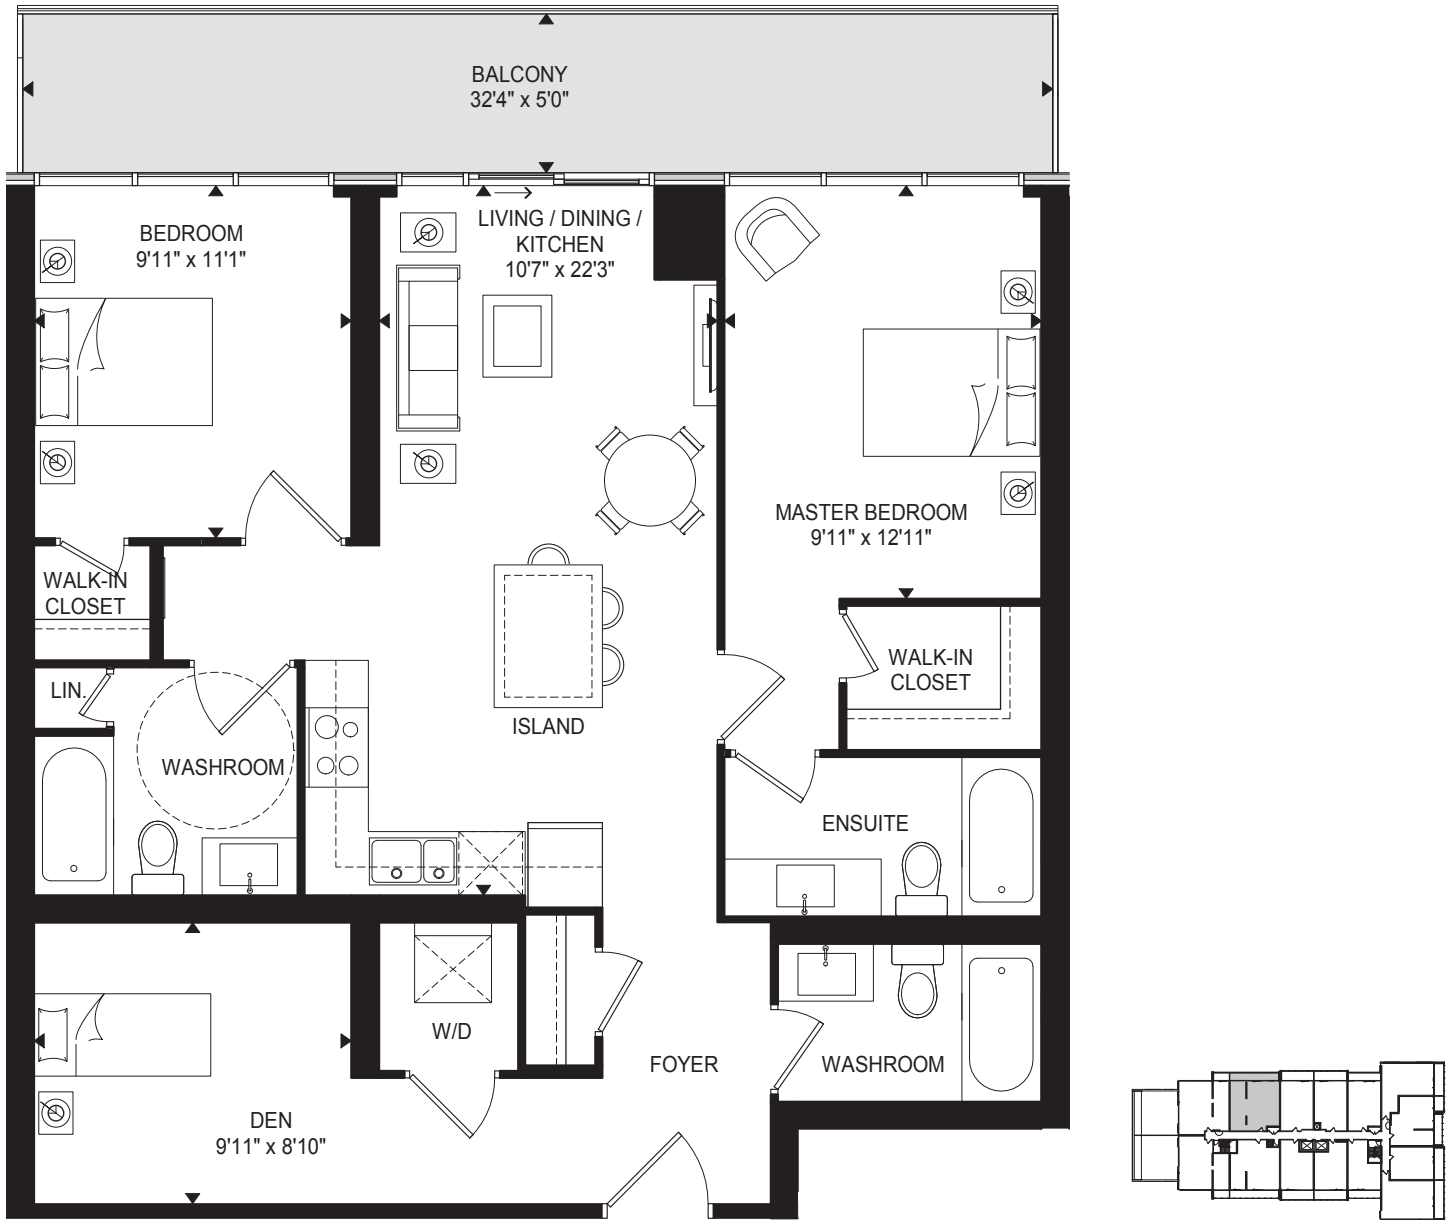 BALCONY
32'4" x 5'0"
BEDROOM
9'11" x 11'1"
LIVING / DINING /
KITCHEN
10'7" x 22'3"
MASTER BEDROOM
9'11" x 12'11"
WALK-IN
CLOSET
WALK-IN
CLOSET
LIN.
ISLAND
WASHROOM
ENSUITE
W/D
FOYER
WASHROOM
DEN
9'11" x 8'10"